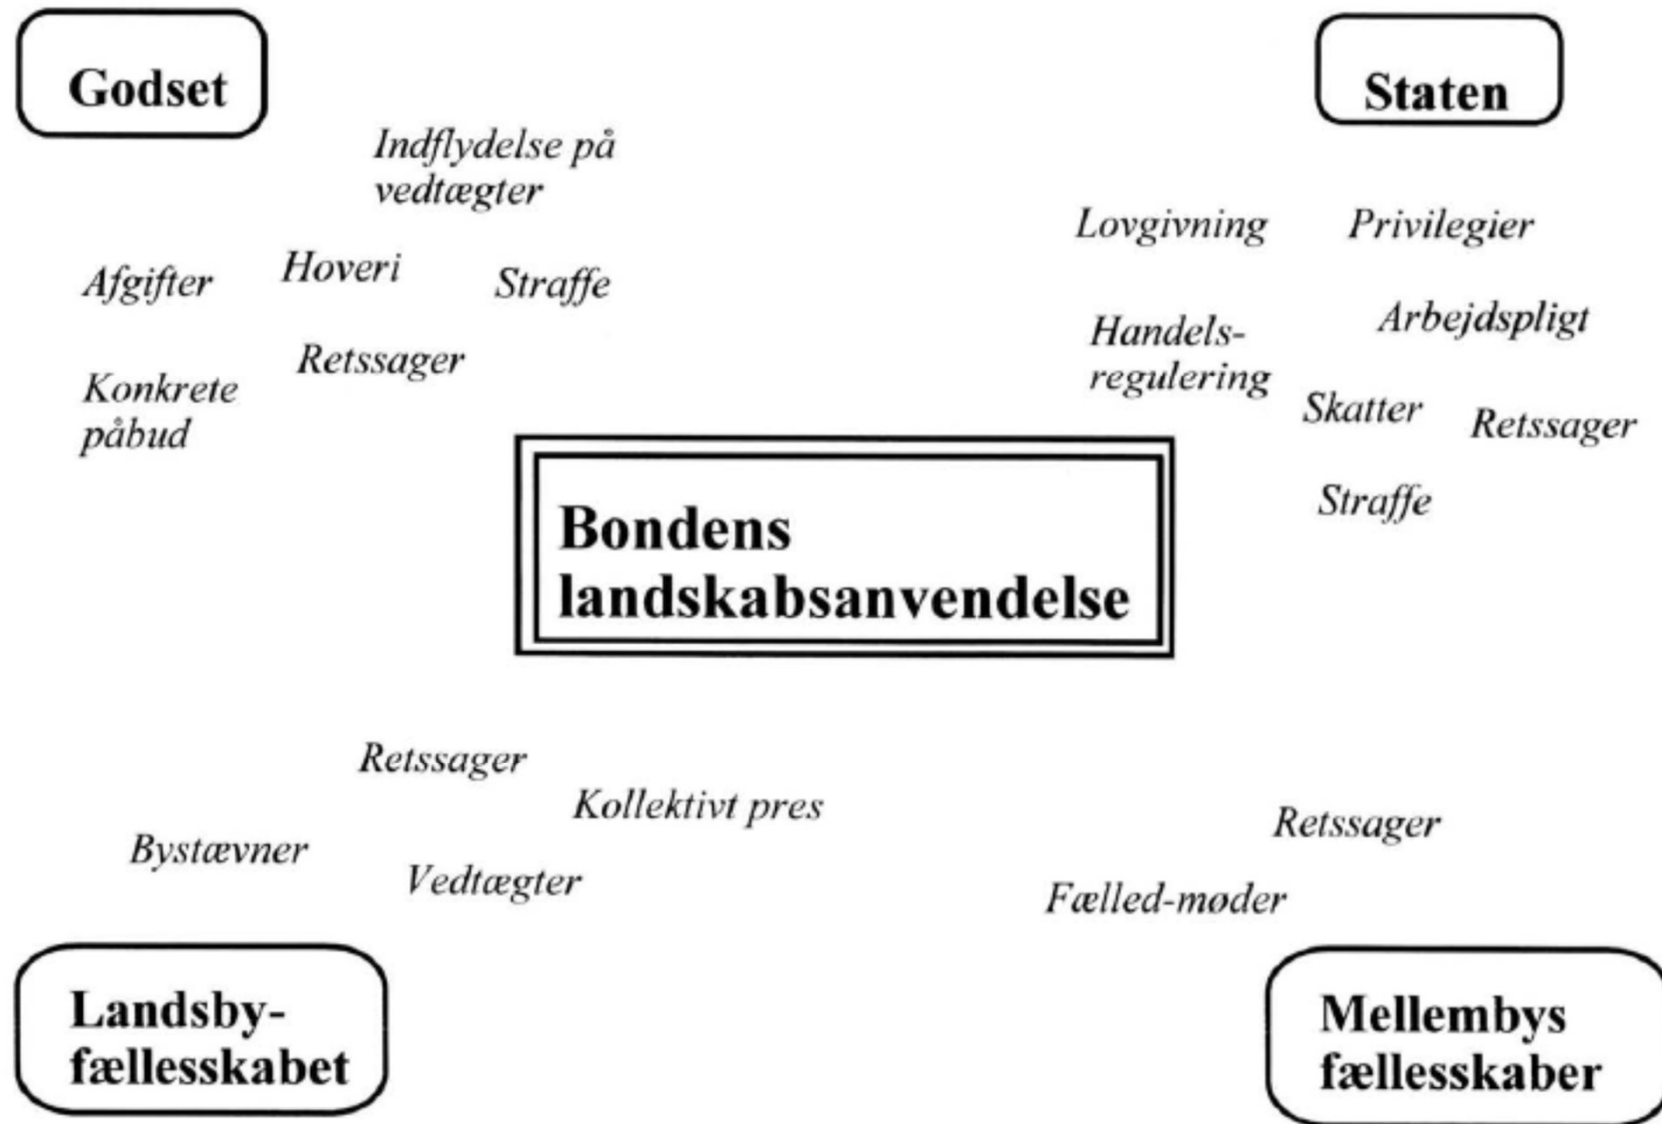 Godset
Staten
Indflydelse på
vedtægter
Lovgivning
Privilegier
Afgifter
Hoveri
Straffe
Handels-
regulering
Arbejdspligt
Konkrete
påbud
Retssager
Skatter
Retssager
Straffe
Bondens
landskabsanvendelse
Retssager
Kollektivt pres
Bystævner
Vedtægter
Retssager
Fælled-møder
Landsby-
fællesskabet
Mellembys
fællesskaber